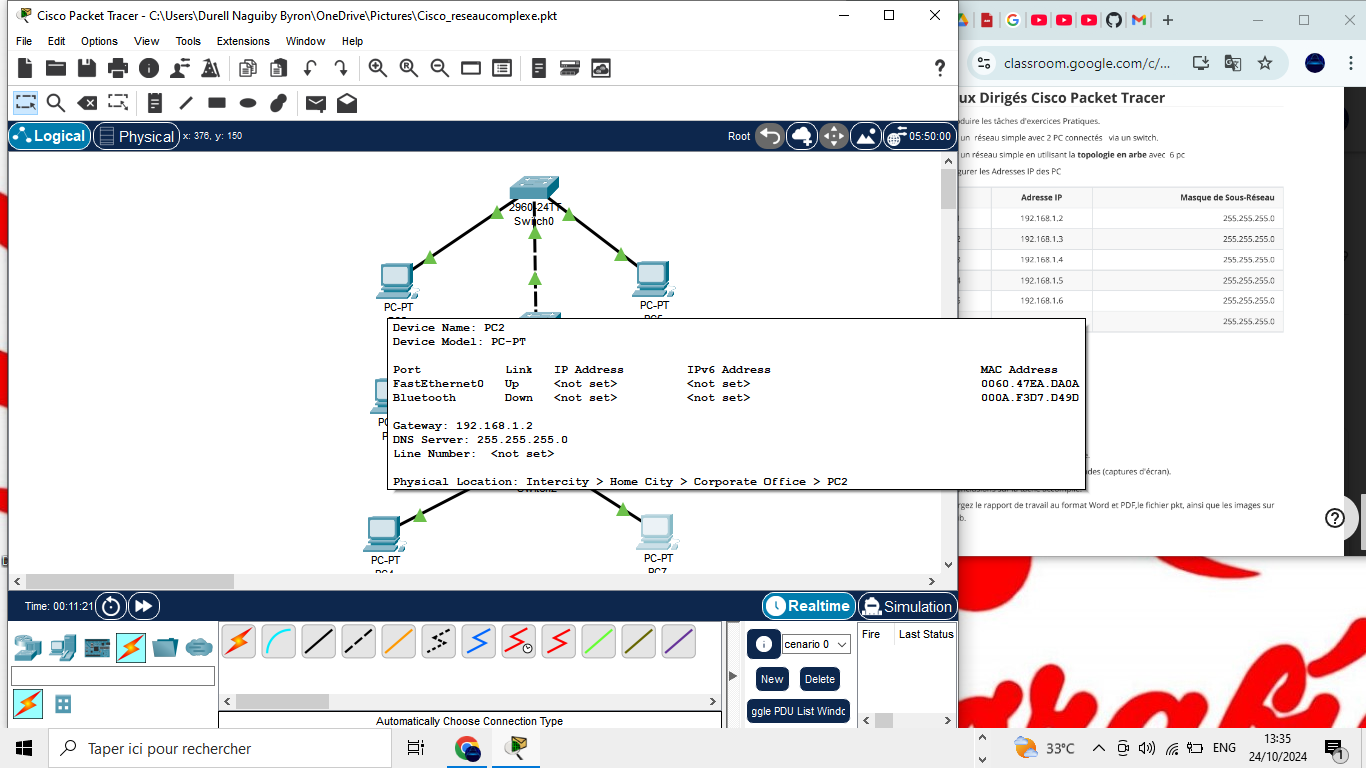 Cisco Packet Tracer - C:\Users\Durell Naguiby Byron\OneDrive\Pictures\Cisco_reseaucomplexe.pkt
File Edit Options View Tools Extensions Window Help
?
Logical Physical x: 376, y: 150 Root 05:50:00
2960-24TT
Switch0
PC-PT
PC-PT
Device Name: PC2
Device Model: PC-PT
Port Link IP Address IPv6 Address MAC Address
FastEthernet0 Up <not set> <not set> 0060.47EA.DA0A
Bluetooth Down <not set> <not set> 000A.F3D7.D49D
Gateway: 192.168.1.2
DNS Server: 255.255.255.0
Line Number: <not set>
Physical Location: Intercity > Home City > Corporate Office > PC2
PC-PT
PC-PT
PC7
Time: 00:11:21
Realtime Simulation
cenario 0
Fire Last Status
New Delete
ggle PDU List Windo
Automatically Choose Connection Type
classroom.google.com/c/...
ux Dirigés Cisco Packet Tracer
duire les tâches d'exercices Pratiques.
un réseau simple avec 2 PC connectés via un switch.
un réseau simple en utilisant la topologie en arbe avec 6 pc
gurer les Adresses IP des PC
Adresse IP Masque de Sous-Réseau
192.168.1.2 255.255.255.0
192.168.1.3 255.255.255.0
192.168.1.4 255.255.255.0
192.168.1.5 255.255.255.0
192.168.1.6 255.255.255.0
255.255.255.0
des (captures d'écran).
rgez le rapport de travail au format Word et PDF,le fichier pkt, ainsi que les images sur
b.
Taper ici pour rechercher
33°C
ENG
13:35
24/10/2024
1